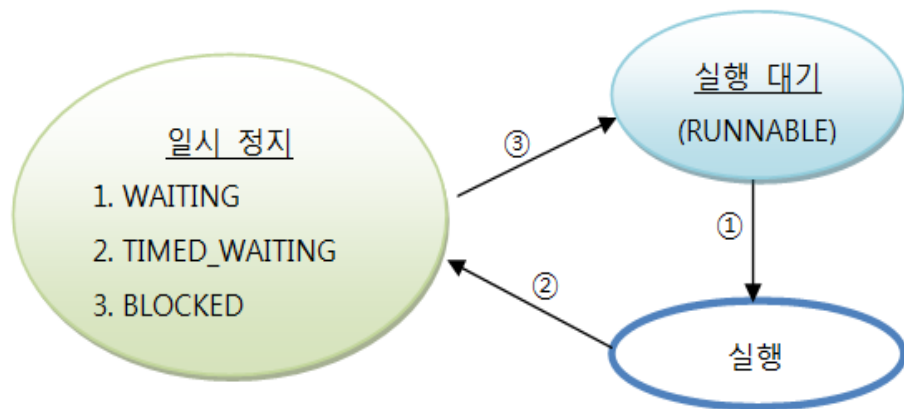 일시 정지
1. WAITING
2. TIMED_WAITING
3. BLOCKED
③
실행 대기
(RUNNABLE)
①
②
실행